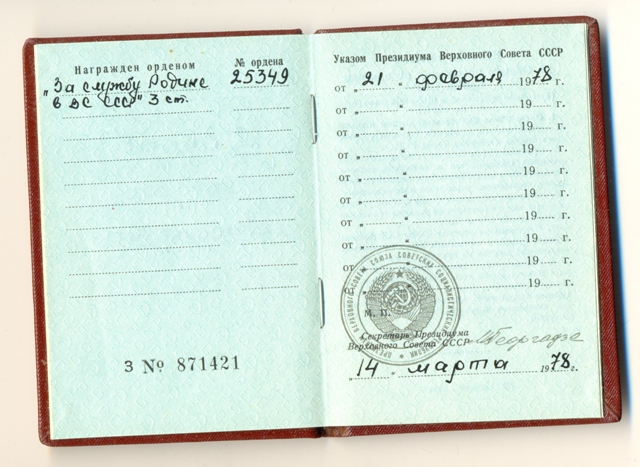 Награжден орденом № ордена
„За службу Родине 25349
в ВС СССР" 3 ст.
З № 871421
Указом Президиума Верховного Совета СССР
от „ 21 " февраля 1978 г.
от „ " 19 г.
от „ " 19 г.
от „ " 19 г.
от „ " 19 г.
от „ " 19 г.
от „ " 19 г.
от „ " 19 г.
от „ " 19 г.
от „ " 19 г.
М. П.
Секретарь Президиума
Верховного Совета СССР
МГеоргадзе
„ 14 " марта 1978 г.